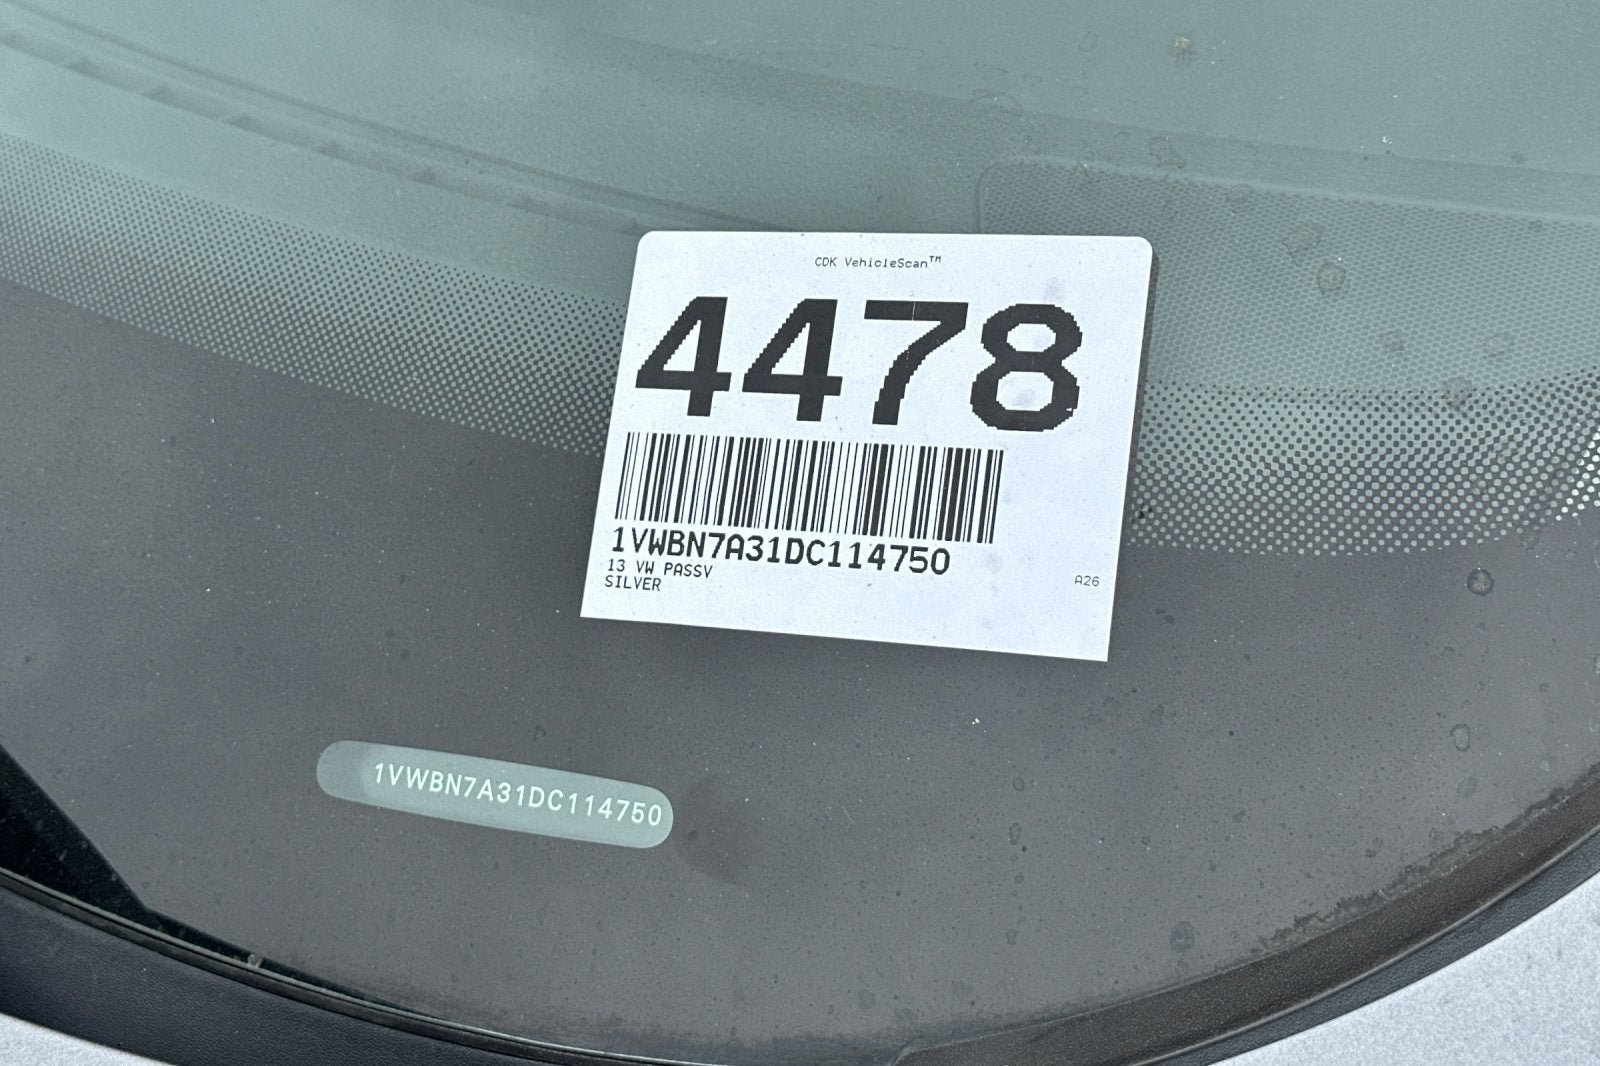 CDK VehicleScan™
4478
1VWBN7A31DC114750
13 VW PASSV
SILVER
A26
1VWBN7A31DC114750